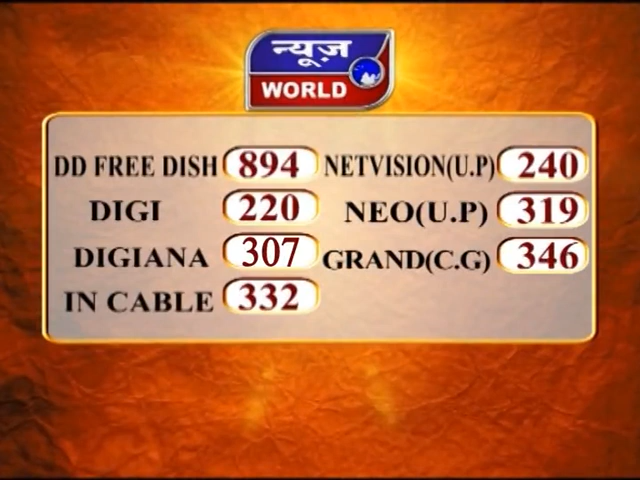 न्यूज़
WORLD
DD FREE DISH 894 NETVISION(U.P) 240
DIGI 220 NEO(U.P) 319
DIGIANA 307 GRAND(C.G) 346
IN CABLE 332